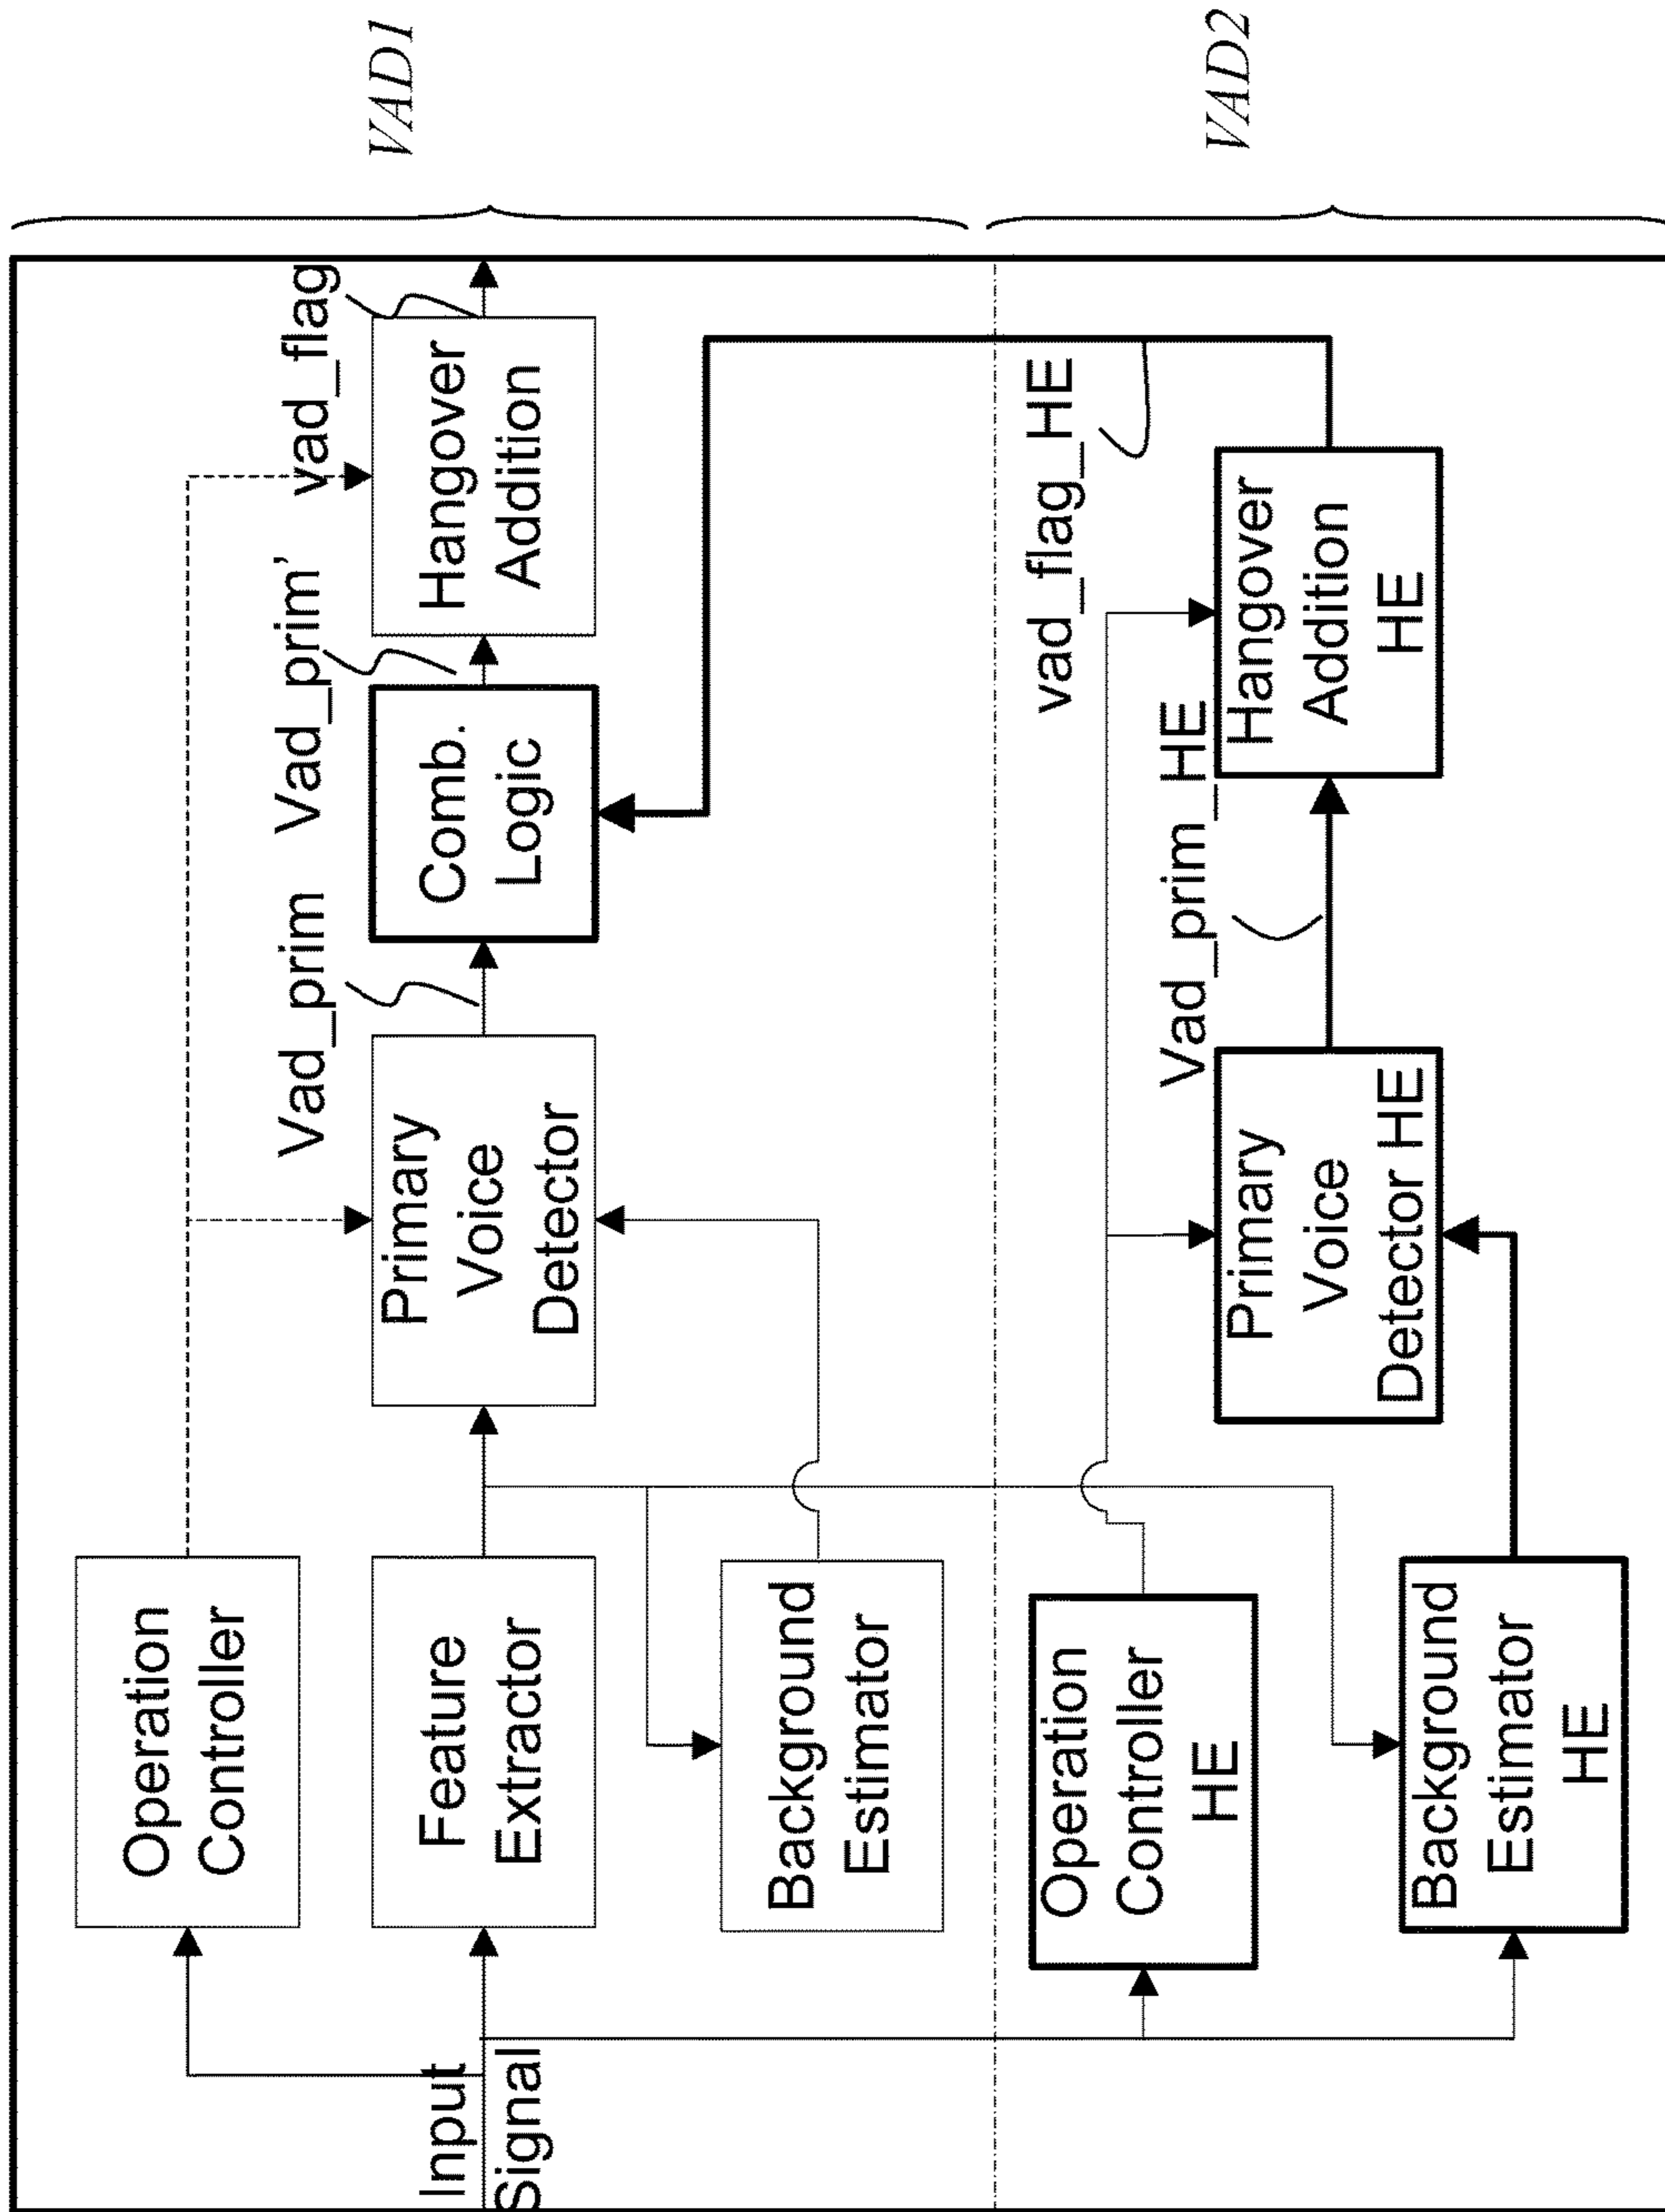 Operation
Controller
Input
Signal
Feature
Extractor
Background
Estimator
Primary
Voice
Detector
Vad_prim
Comb.
Logic
Vad_prim’
Hangover
Addition
vad_flag
VAD1
Operation
Controller
HE
Background
Estimator
HE
Primary
Voice
Detector HE
Vad_prim_HE
Hangover
Addition
HE
vad_flag_HE
VAD2